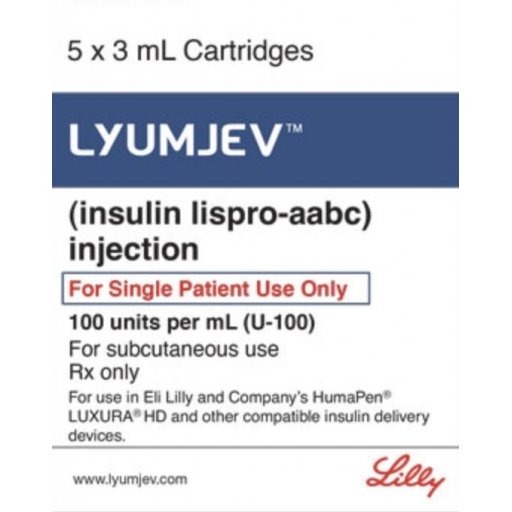 5 x 3 mL Cartridges
LYUMJEV™
(insulin lispro-aabc)
injection
For Single Patient Use Only
100 units per mL (U-100)
For subcutaneous use
Rx only
For use in Eli Lilly and Company's HumaPen®
LUXURA® HD and other compatible insulin delivery
devices.
www.lyumjev.com
Lilly